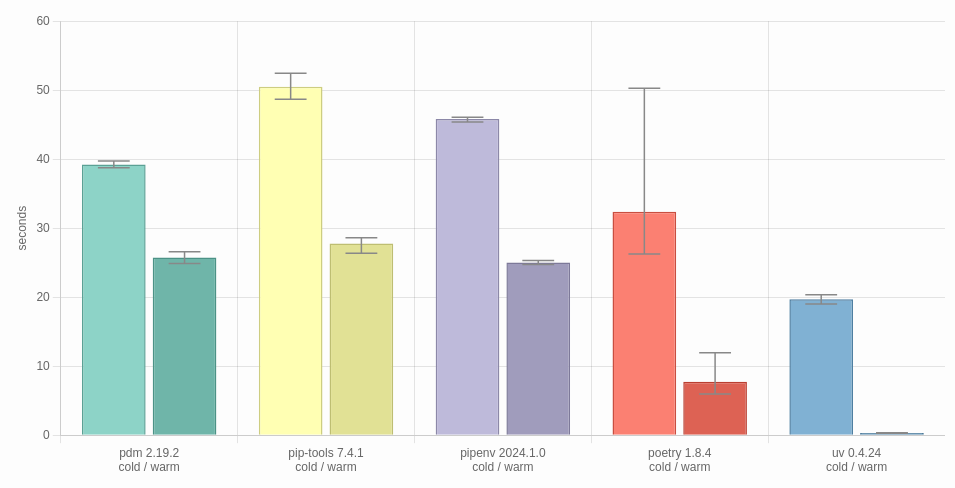 60
50
40
30
20
10
0
seconds
pdm 2.19.2
cold / warm
pip-tools 7.4.1
cold / warm
pipenv 2024.1.0
cold / warm
poetry 1.8.4
cold / warm
uv 0.4.24
cold / warm